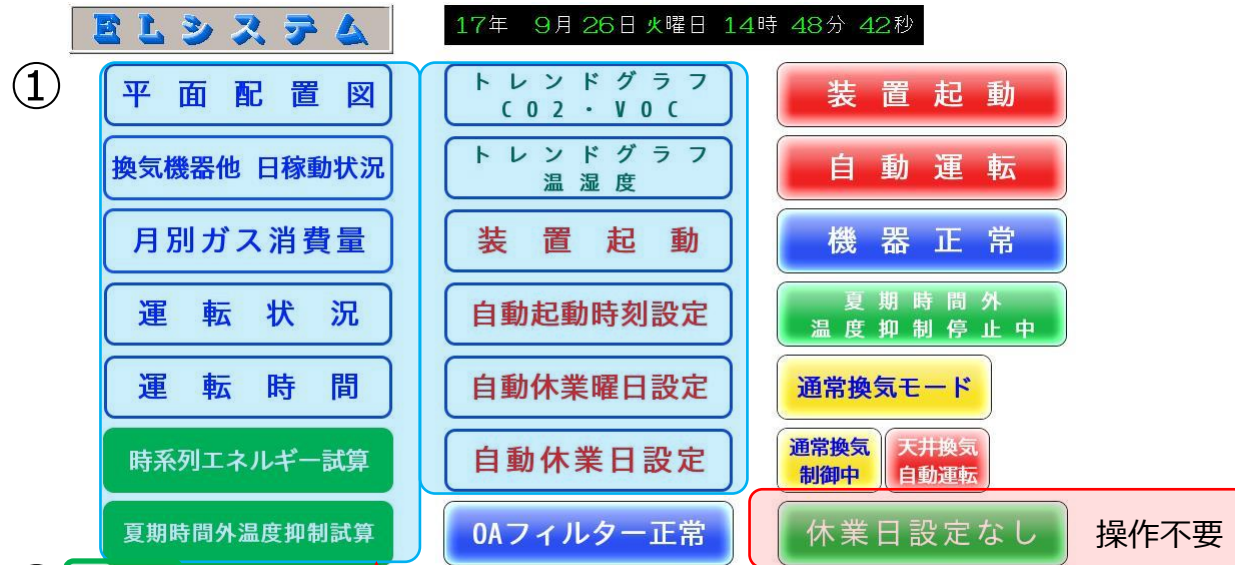 ELシステム
17年 9月26日火曜日 14時 48分 42秒
①
平面配置図
トレンドグラフ
CO2・VOC
装置起動
換気機器他 日稼動状況
トレンドグラフ
温湿度
自動運転
月別ガス消費量
装置起動
機器正常
運転状況
自動起動時刻設定
夏期時間外
温度抑制停止中
運転時間
自動休業曜日設定
通常換気モード
時系列エネルギー試算
自動休業日設定
通常換気
制御中
天井換気
自動運転
夏期時間外温度抑制試算
OAフィルター正常
休業日設定なし
操作不要